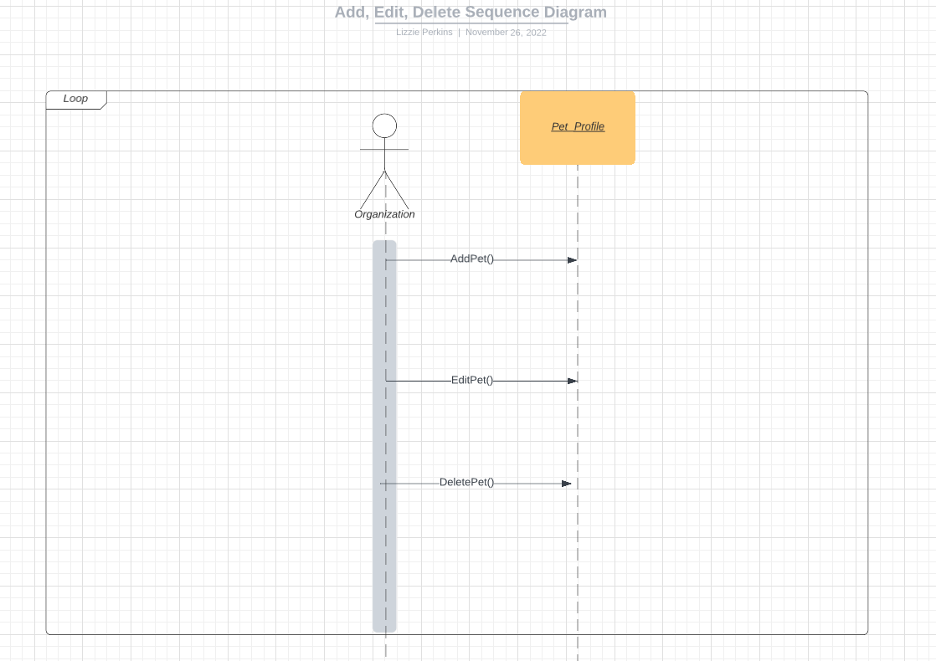 Add, Edit, Delete Sequence Diagram
Lizzie Perkins | November 26, 2022
Loop
Pet_Profile
Organization
AddPet()
EditPet()
DeletePet()